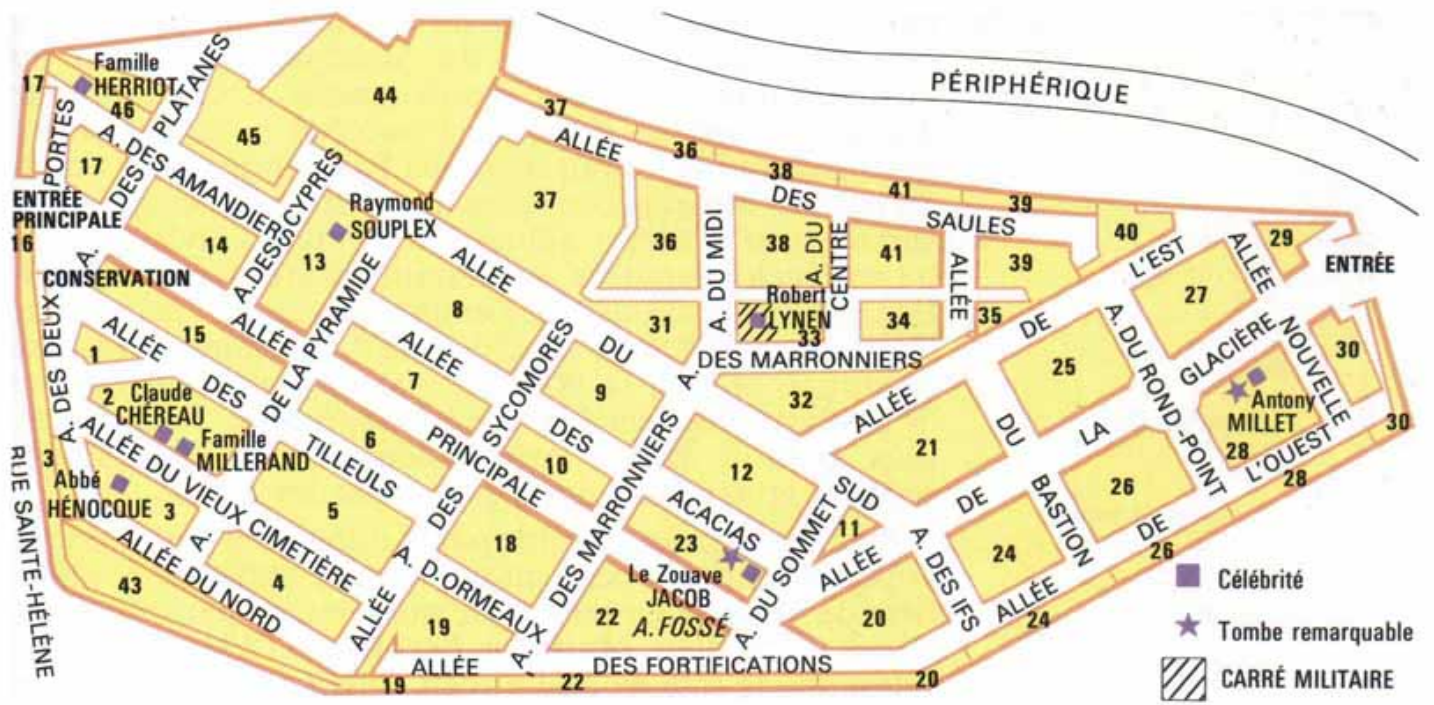 PÉRIPHÉRIQUE
Famille
HERRIOT
17
46
PORTES
17
A. DES AMANDIERS
DES PLATANES
45
44
37
ALLÉE
36
38
DES
41
39
SAULES
40
29
ENTRÉE
ENTRÉE
PRINCIPALE
16
14
A. DES CYPRÈS
Raymond
SOUPLEX
13
37
36
A. DU MIDI
38
A. DU
CENTRE
41
ALLÉE
39
L'EST
27
ALLÉE
A.
CONSERVATION
A. DES DEUX
ALLÉE
15
ALLÉE
DE LA PYRAMIDE
8
ALLÉE
31
DU
Robert
LYNEN
33
34
35
DE
A. DU ROND-POINT
GLACIÈRE
NOUVELLE
30
1
DES
7
ALLÉE
SYCOMORES
9
A.
DES MARRONNIERS
32
ALLÉE
25
2
Claude
CHÉREAU
Famille
MILLERAND
TILLEULS
6
PRINCIPALE
10
DES
12
21
DU
LA
Antony
MILLET
28
L'OUEST
30
RUE SAINTE-HÉLÈNE
3
Abbé
HÉNOCQUE
3
ALLÉE DU VIEUX CIMETIÈRE
5
DES
DES MARRONNIERS
ACACIAS
SUD
DE
BASTION
26
28
A.
4
ALLÉE DU NORD
43
ALLÉE
A. D.ORMEAUX
18
23
Le Zouave
JACOB
A. FOSSÉ
A. DU SOMMET
11
ALLÉE
A. DES IFS
24
DE
26
19
A.
22
20
ALLÉE
24
ALLÉE
DES FORTIFICATIONS
19
22
20
Célébrité
Tombe remarquable
CARRÉ MILITAIRE